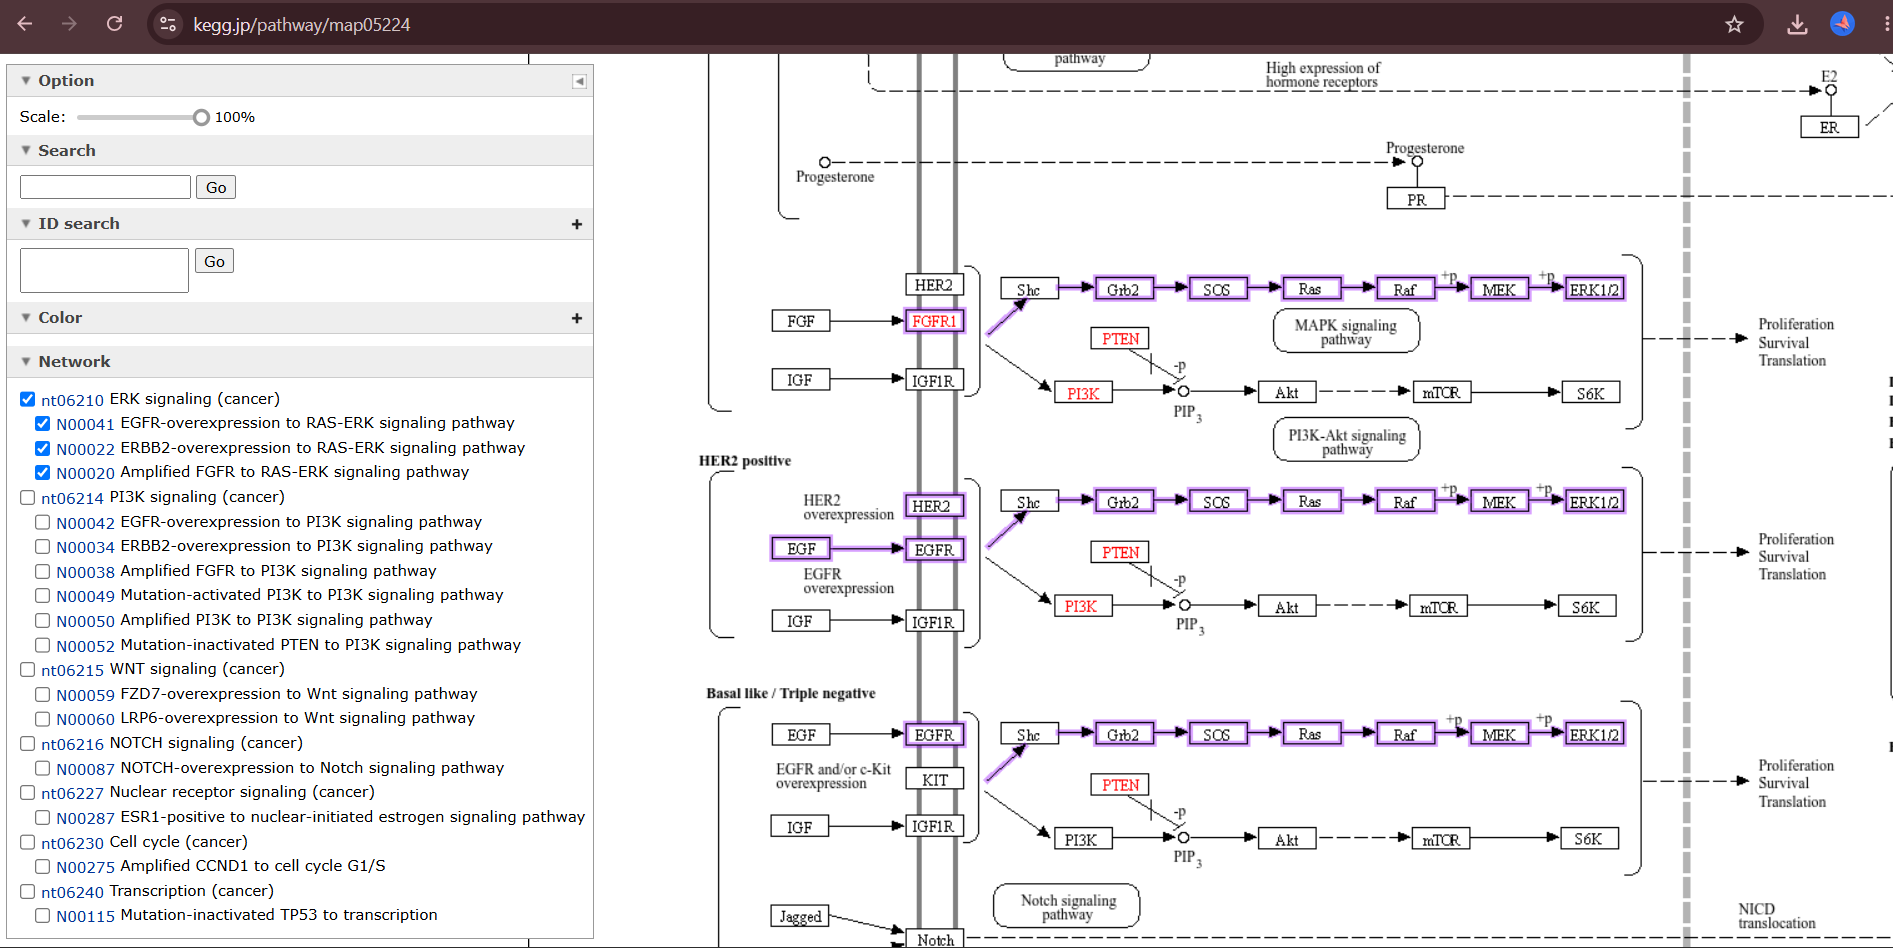 kegg.jp/pathway/map05224
Option
Scale: 100%
Search
Go
ID search +
Go
Color +
Network
nt06210 ERK signaling (cancer)
N00041 EGFR-overexpression to RAS-ERK signaling pathway
N00022 ERBB2-overexpression to RAS-ERK signaling pathway
N00020 Amplified FGFR to RAS-ERK signaling pathway
nt06214 PI3K signaling (cancer)
N00042 EGFR-overexpression to PI3K signaling pathway
N00034 ERBB2-overexpression to PI3K signaling pathway
N00038 Amplified FGFR to PI3K signaling pathway
N00049 Mutation-activated PI3K to PI3K signaling pathway
N00050 Amplified PI3K to PI3K signaling pathway
N00052 Mutation-inactivated PTEN to PI3K signaling pathway
nt06215 WNT signaling (cancer)
N00059 FZD7-overexpression to Wnt signaling pathway
N00060 LRP6-overexpression to Wnt signaling pathway
nt06216 NOTCH signaling (cancer)
N00087 NOTCH-overexpression to Notch signaling pathway
nt06227 Nuclear receptor signaling (cancer)
N00287 ESR1-positive to nuclear-initiated estrogen signaling pathway
nt06230 Cell cycle (cancer)
N00275 Amplified CCND1 to cell cycle G1/S
nt06240 Transcription (cancer)
N00115 Mutation-inactivated TP53 to transcription
pathway
High expression of
hormone receptors
E2
ER
Progesterone
Progesterone
PR
HER2
Shc Grb2 SOS Ras Raf +p MEK +p ERK1/2
FGF FGFR1
MAPK signaling
pathway
PTEN
-p
IGF IGF1R
PI3K PIP3 Akt mTOR S6K
PI3K-Akt signaling
pathway
Proliferation
Survival
Translation
HER2 positive
HER2
overexpression
HER2
Shc Grb2 SOS Ras Raf +p MEK +p ERK1/2
EGF EGFR
EGFR
overexpression
PTEN
-p
IGF IGF1R
PI3K PIP3 Akt mTOR S6K
Proliferation
Survival
Translation
Basal like / Triple negative
EGF EGFR
Shc Grb2 SOS Ras Raf +p MEK +p ERK1/2
EGFR and/or c-Kit
overexpression
KIT
PTEN
-p
IGF IGF1R
PI3K PIP3 Akt mTOR S6K
Proliferation
Survival
Translation
Notch signaling
pathway
Jagged
Notch
NICD
translocation